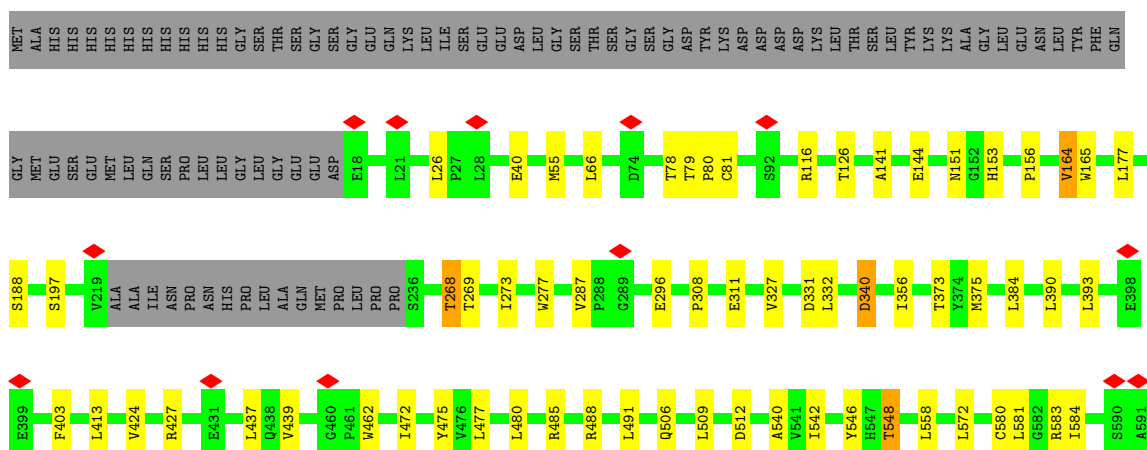 MET ALA HIS HIS HIS HIS HIS HIS HIS HIS HIS HIS GLY SER THR SER GLY SER GLY GLU GLN LYS LEU ILE SER GLU GLU ASP LEU GLY SER THR SER GLY SER GLY ASP TYR LYS ASP ASP ASP ASP LYS LEU THR SER LEU TYR LYS LYS ALA GLY LEU GLU ASN LEU TYR PHE GLN
GLY MET GLU SER GLU MET LEU GLN SER PRO LEU LEU GLY LEU GLY GLU GLU ASP E18 L21 L26 P27 L28 E40 M55 L66 D74 T78 T79 P80 C81 S92 R116 T126 A141 E144 N151 G152 H153 P156 V164 W165 L177
S188 S197 V219 ALA ALA ILE ASN PRO ASN HIS PRO LEU ALA GLN MET PRO LEU PRO PRO S236 T268 T269 I273 W277 V287 P288 G289 E296 P308 E311 V327 D331 L332 D340 I356 T373 Y374 M375 L384 L390 L393 E398
E399 F403 L413 V424 R427 E431 L437 Q438 V439 G460 P461 W462 I472 Y475 V476 L477 L480 R485 R488 L491 Q506 L509 D512 A540 V541 I542 Y546 H547 T548 L558 L572 C580 L581 G582 R583 I584 S590 A591